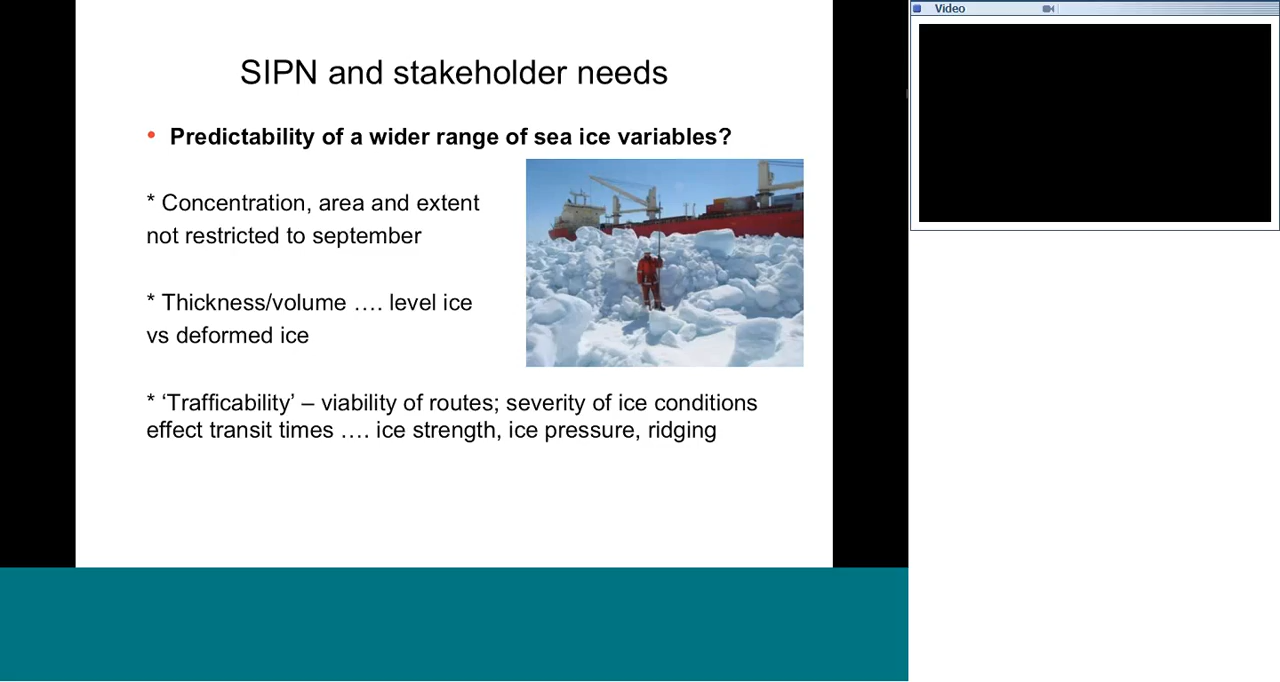 SIPN and stakeholder needs
• Predictability of a wider range of sea ice variables?
* Concentration, area and extent
not restricted to september
* Thickness/volume …. level ice
vs deformed ice
* ‘Trafficability’ – viability of routes; severity of ice conditions
effect transit times …. ice strength, ice pressure, ridging
Video